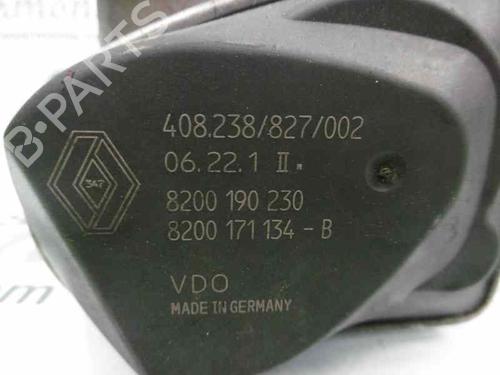 408.238/827/002
06.22.1 II.
347
8200 190 230
8200 171 134 - B
VDO
MADE IN GERMANY
B-PARTS